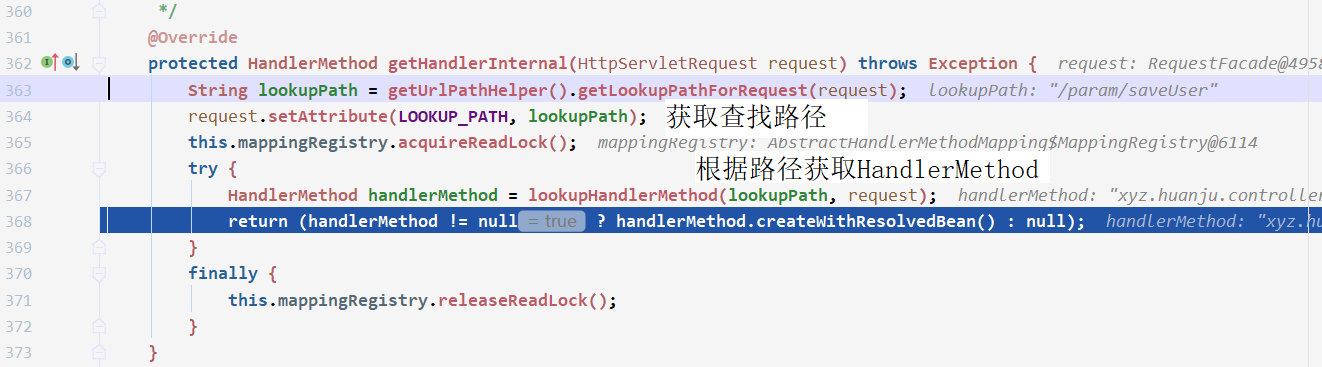 360 */
361 @Override
362 protected HandlerMethod getHandlerInternal(HttpServletRequest request) throws Exception { request: RequestFacade@4958
363 String lookupPath = getUrlPathHelper().getLookupPathForRequest(request); lookupPath: "/param/saveUser"
364 request.setAttribute(LOOKUP_PATH, lookupPath); 获取查找路径
365 this.mappingRegistry.acquireReadLock(); mappingRegistry: AbstractHandlerMethodMapping$MappingRegistry@6114
366 try { 根据路径获取HandlerMethod
367 HandlerMethod handlerMethod = lookupHandlerMethod(lookupPath, request); handlerMethod: "xyz.huanju.controller
368 return (handlerMethod != null = true ? handlerMethod.createWithResolvedBean() : null); handlerMethod: "xyz.hu
369 }
370 finally {
371 this.mappingRegistry.releaseReadLock();
372 }
373 }